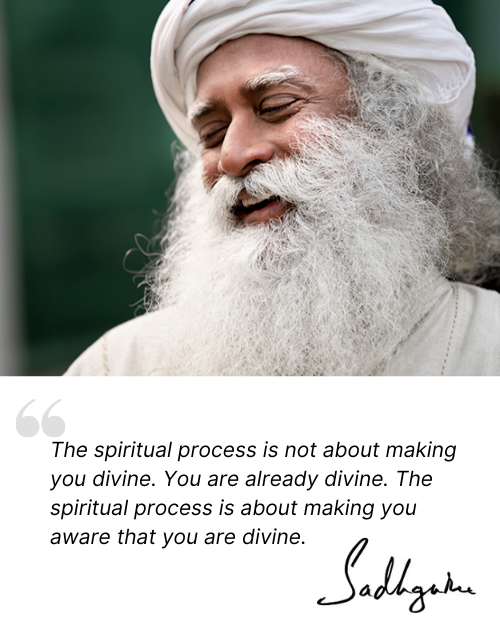 The spiritual process is not about making
you divine. You are already divine. The
spiritual process is about making you
aware that you are divine.
Sadhguru